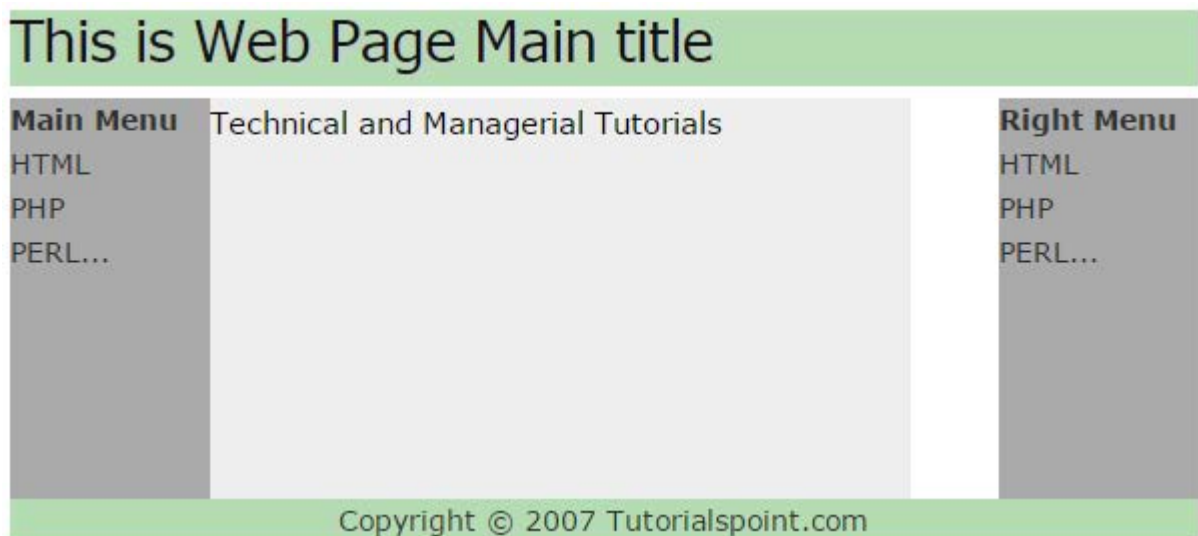 This is Web Page Main title
Main Menu
HTML
PHP
PERL...
Technical and Managerial Tutorials
Right Menu
HTML
PHP
PERL...
Copyright © 2007 Tutorialspoint.com